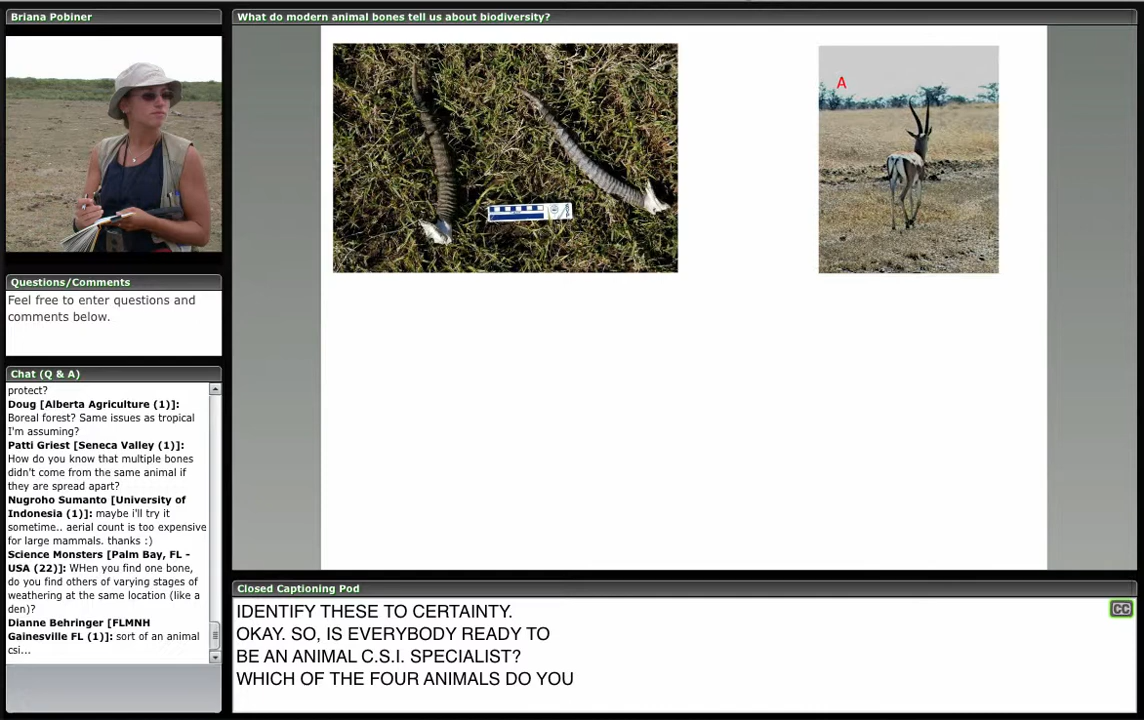 Briana Pobiner
What do modern animal bones tell us about biodiversity?
A
Questions/Comments
Feel free to enter questions and
comments below.
Chat (Q & A)
protect?
Doug [Alberta Agriculture (1)]:
Boreal forest? Same issues as tropical
I'm assuming?
Patti Griest [Seneca Valley (1)]:
How do you know that multiple bones
didn't come from the same animal if
they are spread apart?
Nugroho Sumanto [University of
Indonesia (1)]: maybe i'll try it
sometime.. aerial count is too expensive
for large mammals. thanks :)
Science Monsters [Palm Bay, FL -
USA (22)]: WHen you find one bone,
do you find others of varying stages of
weathering at the same location (like a
den)?
Dianne Behringer [FLMNH
Gainesville FL (1)]: sort of an animal
csi...
Closed Captioning Pod
CC
IDENTIFY THESE TO CERTAINTY.
OKAY. SO, IS EVERYBODY READY TO
BE AN ANIMAL C.S.I. SPECIALIST?
WHICH OF THE FOUR ANIMALS DO YOU